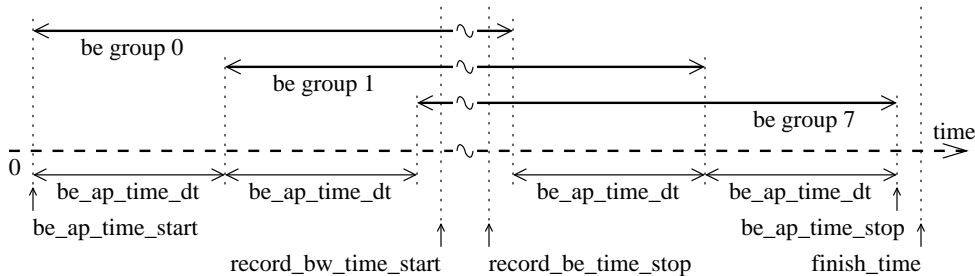 be group 0
be group 1
be group 7
time
0
be_ap_time_dt be_ap_time_dt be_ap_time_dt be_ap_time_dt
be_ap_time_start be_ap_time_stop
record_bw_time_start record_be_time_stop finish_time